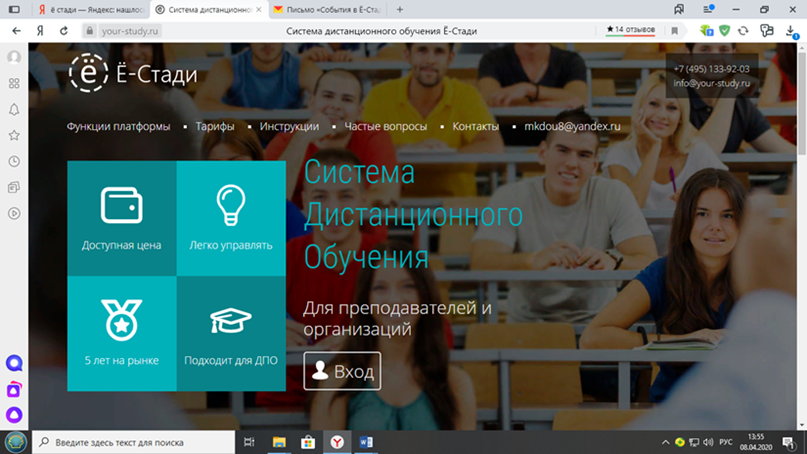 ё стади — Яндекс: нашлос
Система дистанционного
Письмо «События в Ё-Ста
your-study.ru
Система дистанционного обучения Ё-Стади
14 отзывов
ё
Ё-Стади
+7 (495) 133-92-03
info@your-study.ru
Функции платформы
Тарифы
Инструкции
Частые вопросы
Контакты
mkdou8@yandex.ru
Доступная цена
Легко управлять
5 лет на рынке
Подходит для ДПО
Система
Дистанционного
Обучения
Для преподавателей и
организаций
Вход
Введите здесь текст для поиска
РУС
13:55
08.04.2020